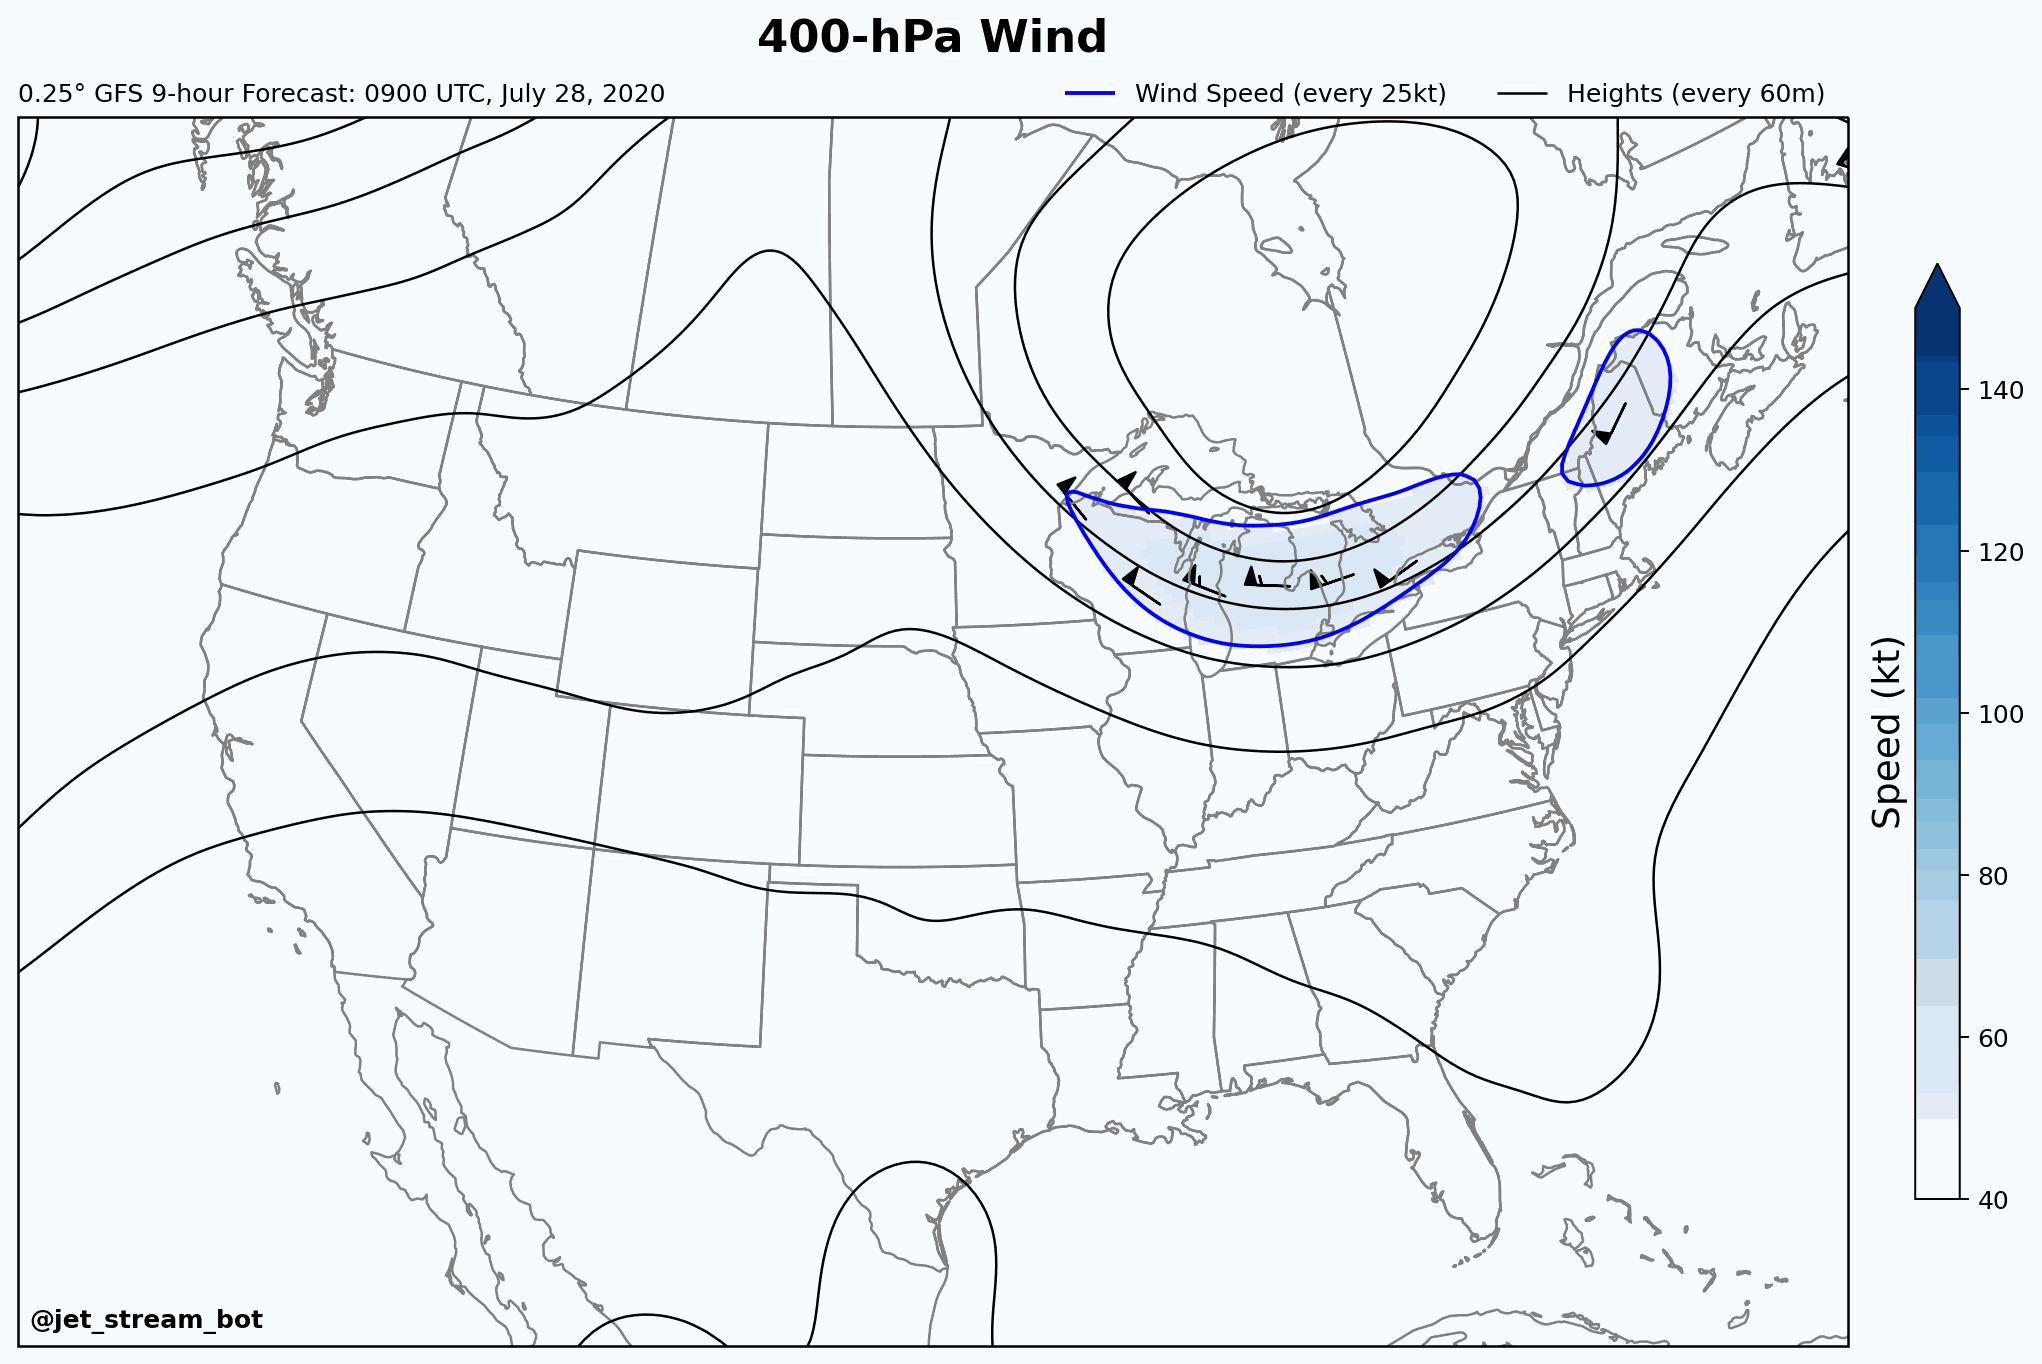 400-hPa Wind
0.25° GFS 9-hour Forecast: 0900 UTC, July 28, 2020
Wind Speed (every 25kt)
Heights (every 60m)
140
120
100
80
60
40
Speed (kt)
@jet_stream_bot